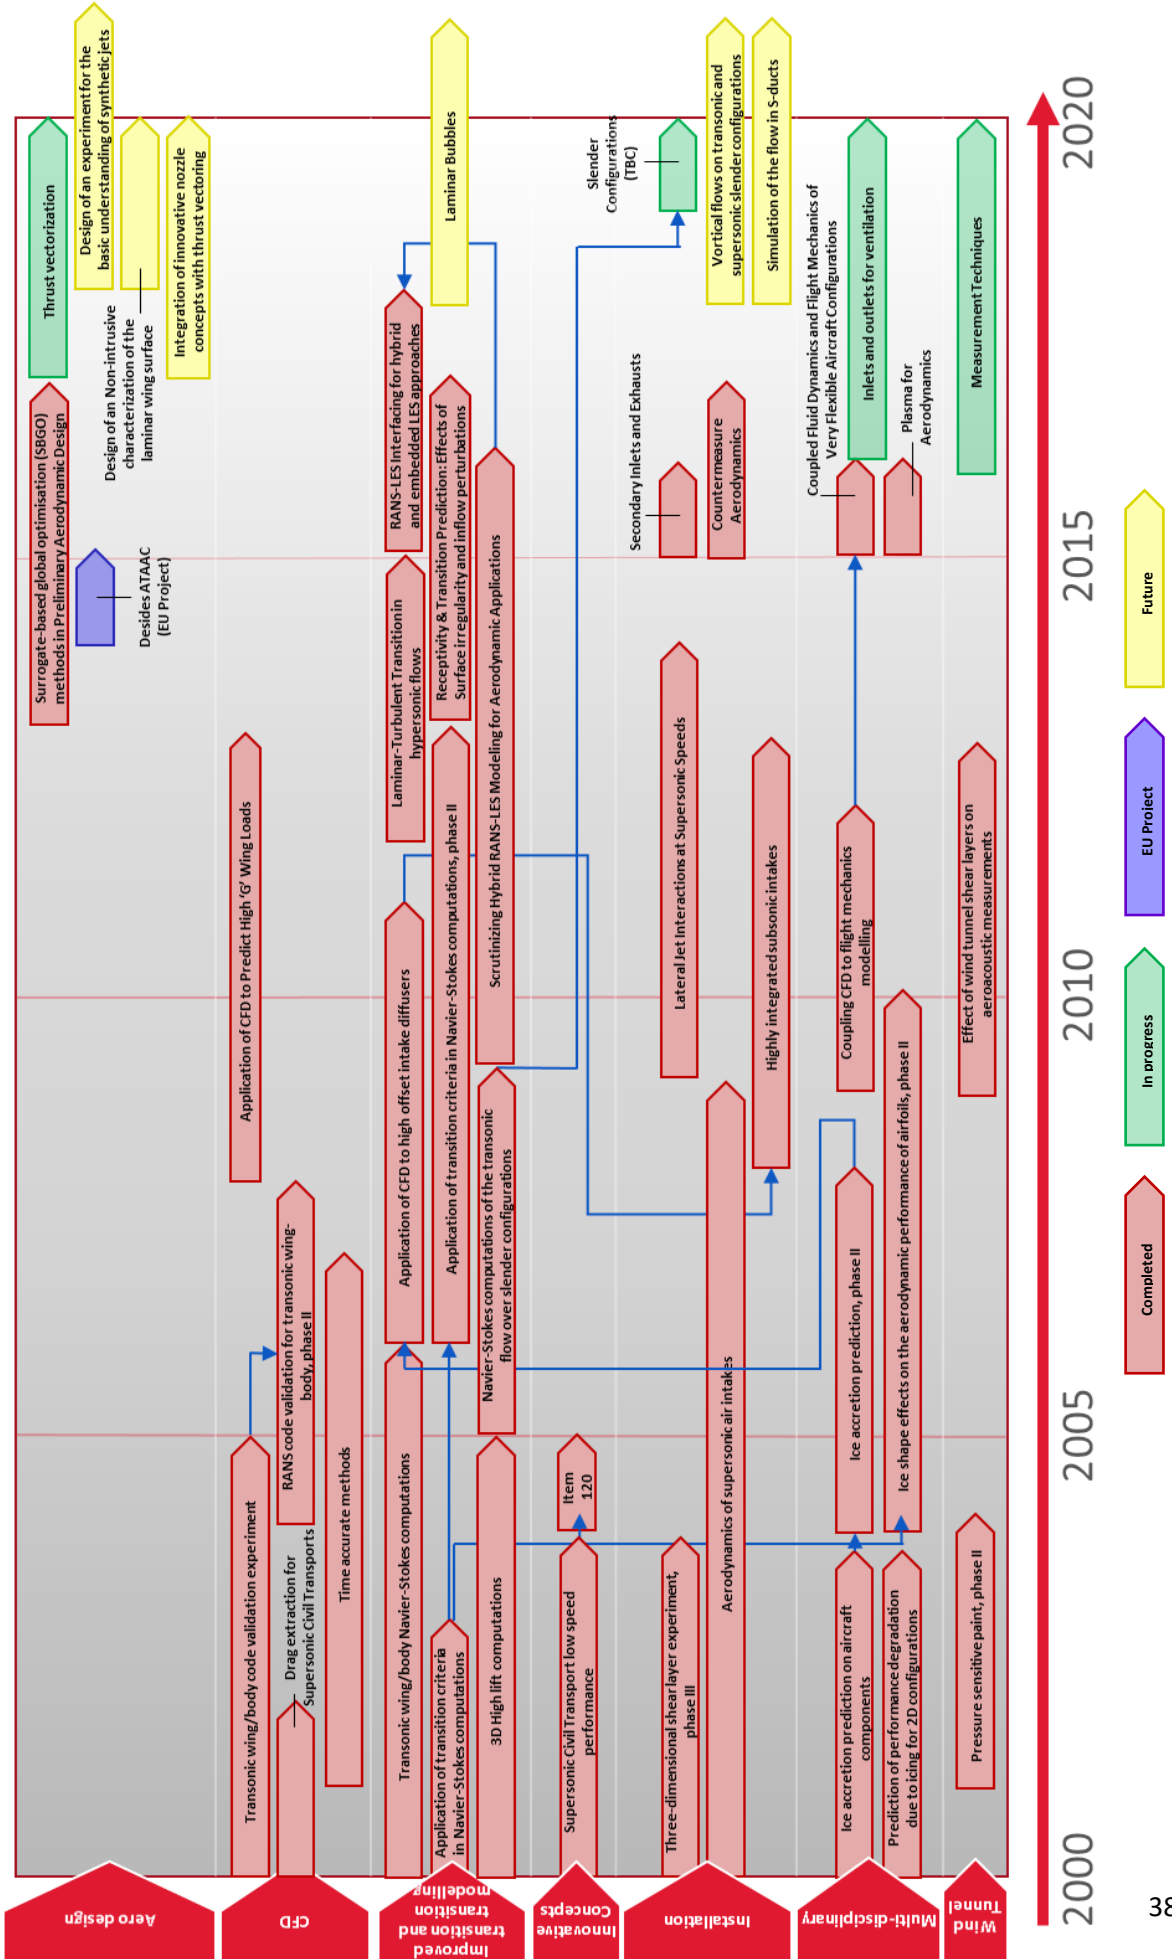 Aero design
Surrogate-based global optimisation (SBGO)
methods in Preliminary Aerodynamic Design
Thrust vectorization
Desides ATAAC
(EU Project)
Design of an experiment for the
basic understanding of synthetic jets
Design of an Non-intrusive
characterization of the
laminar wing surface
Integration of innovative nozzle
concepts with thrust vectoring
CFD
Transonic wing/body code validation experiment
Application of CFD to Predict High ‘G’ Wing Loads
Drag extraction for
Supersonic Civil Transports
RANS code validation for transonic wing-
body, phase II
Time accurate methods
Improved
transition and
transition
modelling
Transonic wing/body Navier-Stokes computations
Application of CFD to high offset intake diffusers
Laminar-Turbulent Transition in
hypersonic flows
RANS-LES Interfacing for hybrid
and embedded LES approaches
Application of transition criteria
in Navier-Stokes computations
Application of transition criteria in Navier-Stokes computations, phase II
Receptivity & Transition Prediction: Effects of
Surface irregularity and inflow perturbations
Laminar Bubbles
3D High lift computations
Navier-Stokes computations of the transonic
flow over slender configurations
Scrutinizing Hybrid RANS-LES Modeling for Aerodynamic Applications
Innovative
Concepts
Supersonic Civil Transport low speed
performance
Item
120
Slender
Configurations
(TBC)
Installation
Three-dimensional shear layer experiment,
phase III
Lateral Jet Interactions at Supersonic Speeds
Secondary Inlets and Exhausts
Aerodynamics of supersonic air intakes
Countermeasure
Aerodynamics
Vortical flows on transonic and
supersonic slender configurations
Highly integrated subsonic intakes
Simulation of the flow in S-ducts
Multi-disciplinary
Ice accretion prediction on aircraft
components
Ice accretion prediction, phase II
Coupling CFD to flight mechanics
modelling
Coupled Fluid Dynamics and Flight Mechanics of
Very Flexible Aircraft Configurations
Inlets and outlets for ventilation
Prediction of performance degradation
due to icing for 2D configurations
Ice shape effects on the aerodynamic performance of airfoils, phase II
Plasma for
Aerodynamics
Wind
Tunnel
Pressure sensitive paint, phase II
Effect of wind tunnel shear layers on
aeroacoustic measurements
Measurement Techniques
2000
2005
2010
2015
2020
Completed
In progress
EU Project
Future
38